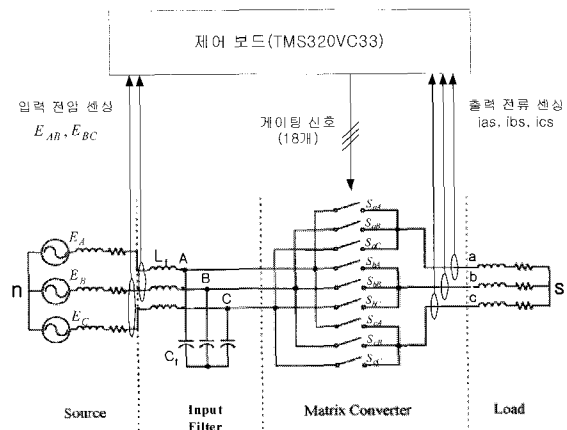 제어 보드(TMS320VC33)
입력 전압 센싱
E_AB, E_BC
게이팅 신호
(18개)
출력 전류 센싱
ias, ibs, ics
E_A
E_B
E_C
n
L_f
A
B
C
C_f
S_aA
S_aB
S_aC
S_bA
S_bB
S_bC
S_cA
S_cB
S_cC
a
b
c
s
Source
Input
Filter
Matrix Converter
Load